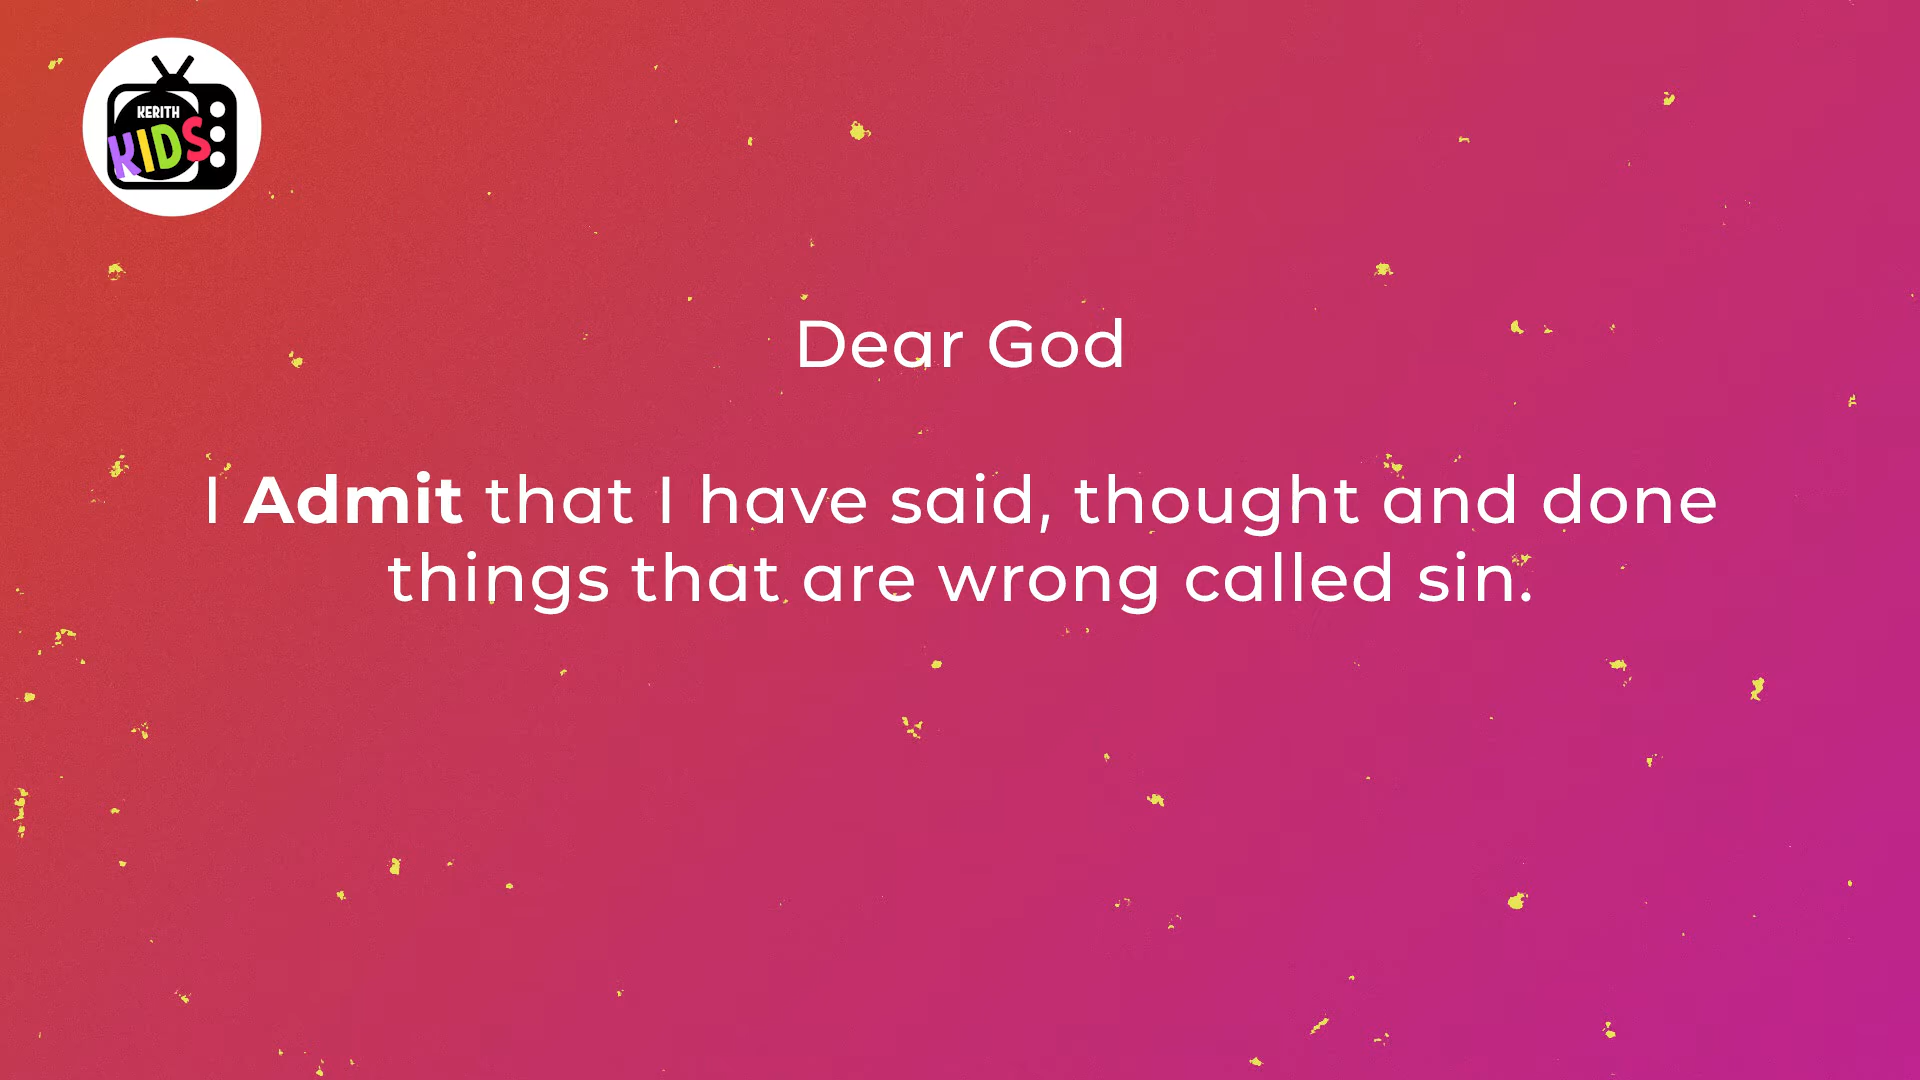 KERITH
KIDS
Dear God
I Admit that I have said, thought and done
things that are wrong called sin.